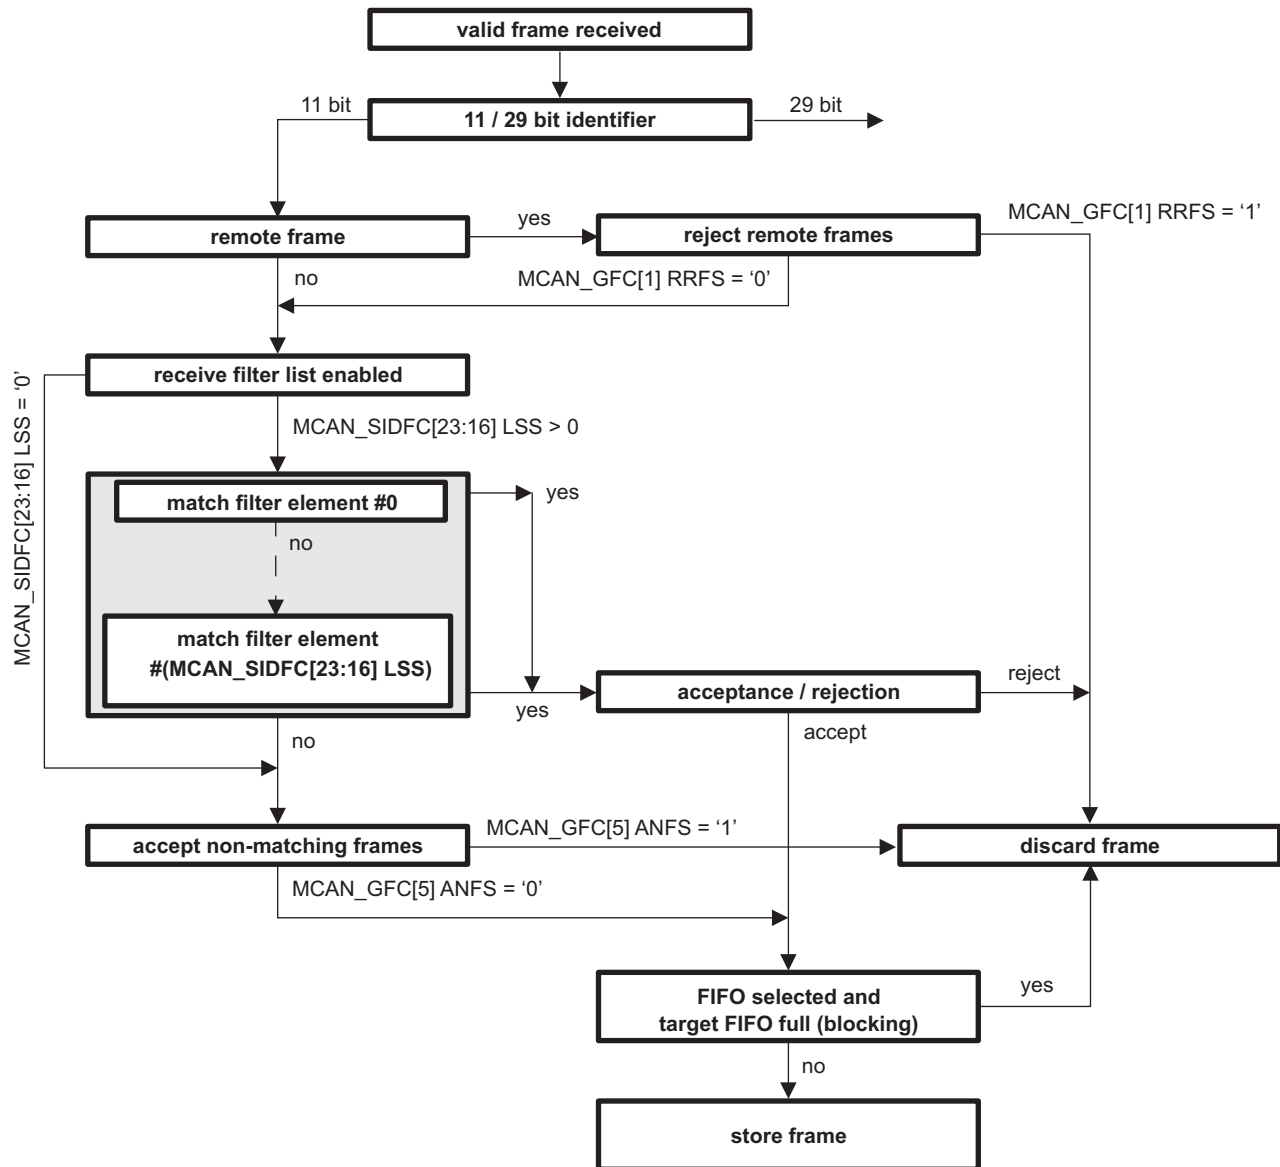 valid frame received
11 bit
11 / 29 bit identifier
29 bit
remote frame
yes
reject remote frames
MCAN_GFC[1] RRFS = ‘1’
no
MCAN_GFC[1] RRFS = ‘0’
receive filter list enabled
MCAN_SIDFC[23:16] LSS = ‘0’
MCAN_SIDFC[23:16] LSS > 0
match filter element #0
yes
no
match filter element
#(MCAN_SIDFC[23:16] LSS)
yes
acceptance / rejection
reject
accept
no
accept non-matching frames
MCAN_GFC[5] ANFS = ‘1’
discard frame
MCAN_GFC[5] ANFS = ‘0’
FIFO selected and
target FIFO full (blocking)
yes
no
store frame